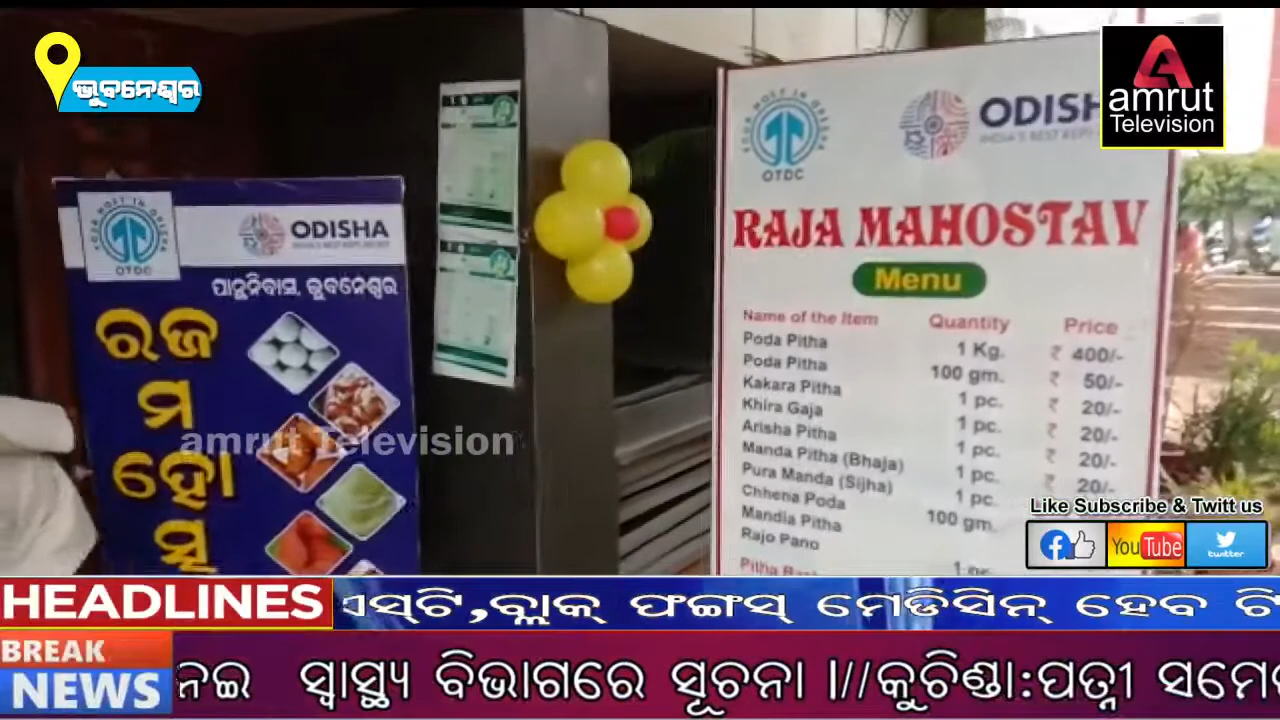 ଭୁବନେଶ୍ୱର
amrut
Television
OTDC
ODISHA
ପାନ୍ଥନିବାସ, ଭୁବନେଶ୍ୱର
ରଜ
ମ
ହୋ
ତ୍ସ
amrut Television
OTDC
RAJA MAHOSTAV
Menu
Name of the Item Quantity Price
Poda Pitha 1 Kg. ₹ 400/-
Poda Pitha 100 gm. ₹ 50/-
Kakara Pitha 1 pc. ₹ 20/-
Khira Gaja 1 pc. ₹ 20/-
Arisha Pitha 1 pc. ₹ 20/-
Manda Pitha (Bhaja) 1 pc. ₹ 20/-
Pura Manda (Sijha) 1 pc.
Chhena Poda 100 gm.
Mandia Pitha
Rajo Pano
Pitha
1 pc.
Like Subscribe & Twitt us
YouTube
twitter
HEADLINES
ଏସ୍‌ଟି,ବ୍ଲାକ୍ ଫଙ୍ଗସ୍ ମେଡିସିନ୍ ହେବ
BREAK
NEWS
ସ୍ୱାସ୍ଥ୍ୟ ବିଭାଗରେ ସୂଚନା ।//କୁଚିଣ୍ଡା:ପତ୍ନୀ